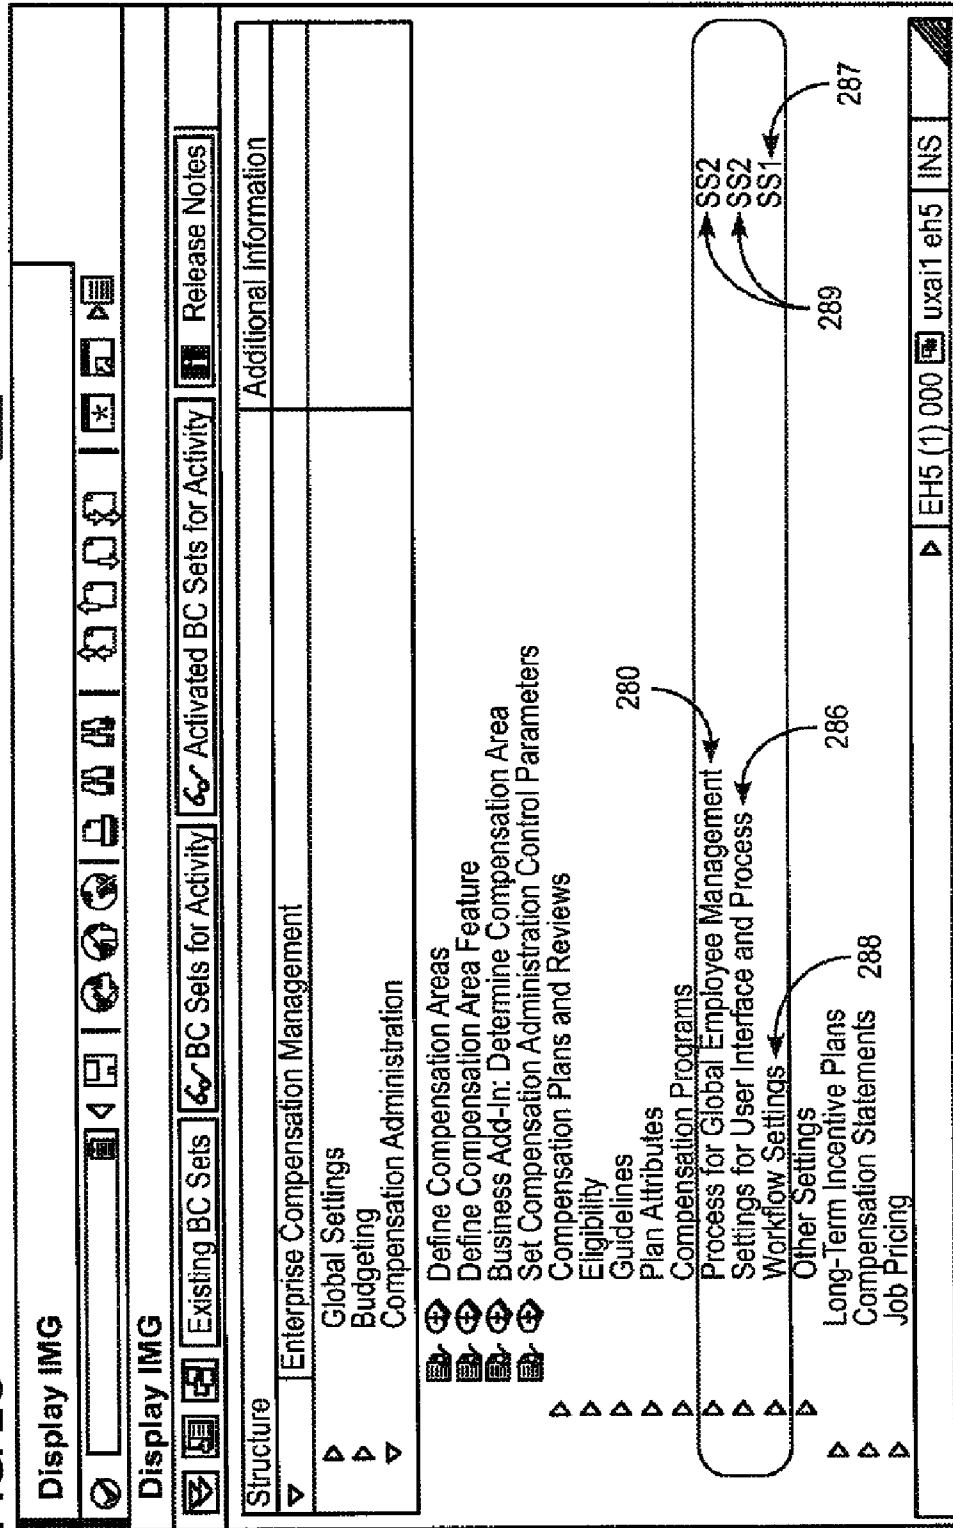 Display IMG
Display IMG
Existing BC Sets BC Sets for Activity Activated BC Sets for Activity Release Notes
Structure Additional Information
Enterprise Compensation Management
Global Settings
Budgeting
Compensation Administration
Define Compensation Areas
Define Compensation Area Feature
Business Add-In: Determine Compensation Area
Set Compensation Administration Control Parameters
Compensation Plans and Reviews
Eligibility
Guidelines
Plan Attributes
280
Compensation Programs
Process for Global Employee Management SS2
Settings for User Interface and Process SS2
Workflow Settings SS1
Other Settings
289
287
286
288
Long-Term Incentive Plans
Compensation Statements
Job Pricing
EH5 (1) 000 uxai1 eh5 INS